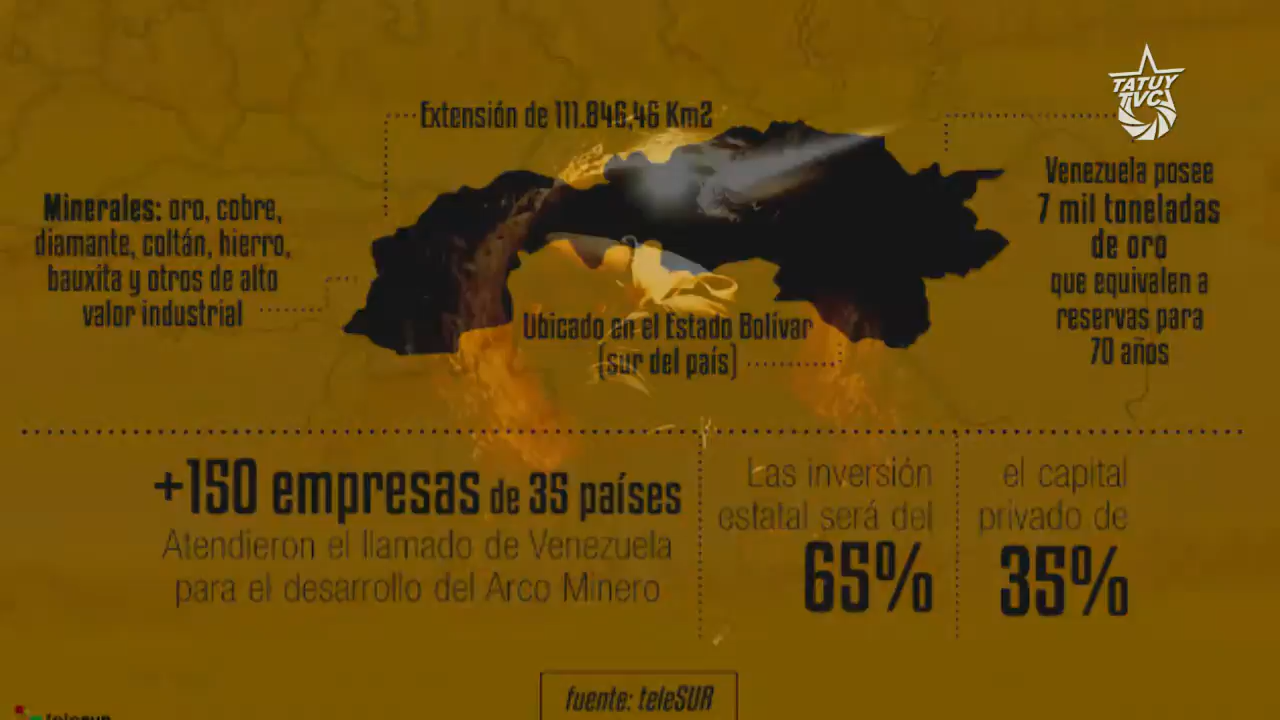 TATUY
TVC
Extensión de 111.846,46 Km2
Minerales: oro, cobre,
diamante, coltán, hierro,
bauxita y otros de alto
valor industrial
Venezuela posee
7 mil toneladas
de oro
que equivalen a
reservas para
70 años
Ubicado en el Estado Bolívar
(sur del país)
+150 empresas de 35 países
Atendieron el llamado de Venezuela
para el desarrollo del Arco Minero
Las inversión
estatal será del
65%
el capital
privado de
35%
fuente: teleSUR
teleSUR